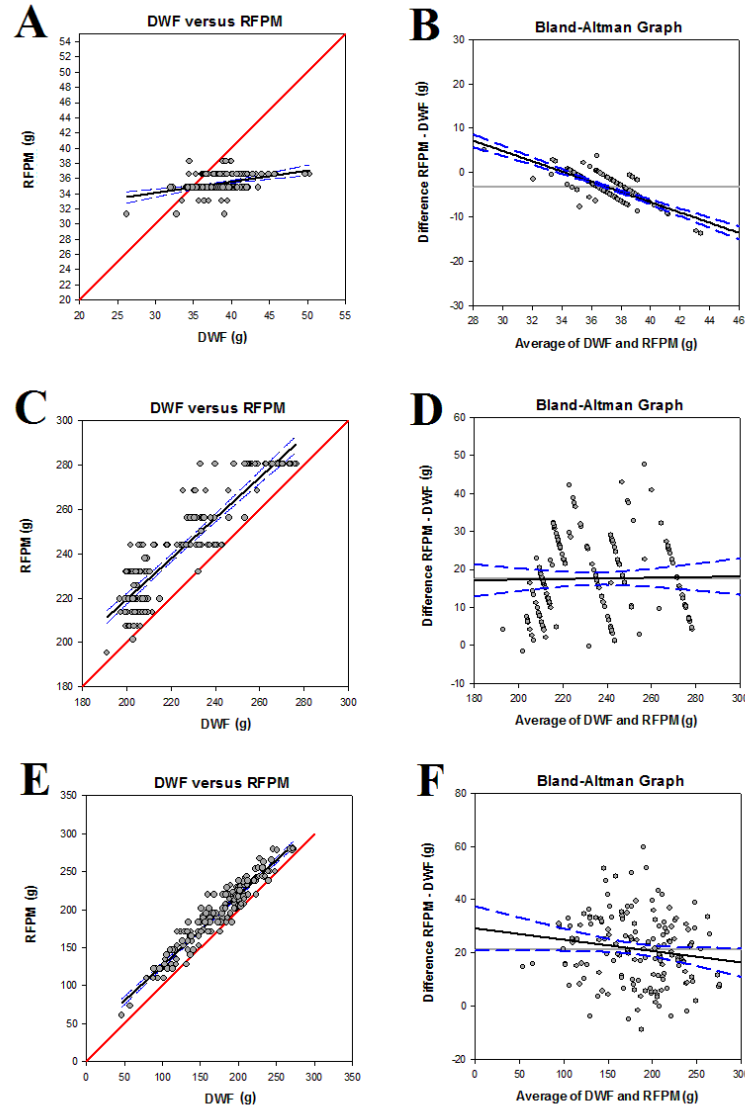 A
DWF versus RFPM
RFPM (g)
55
54
52
50
48
46
44
42
40
38
36
34
32
30
28
26
24
22
20
20 25 30 35 40 45 50 55
DWF (g)
B
Bland-Altman Graph
Difference RFPM - DWF (g)
30
20
10
0
-10
-20
-30
28 30 32 34 36 38 40 42 44 46
Average of DWF and RFPM (g)
C
DWF versus RFPM
RFPM (g)
300
280
260
240
220
200
180
180 200 220 240 260 280 300
DWF (g)
D
Bland-Altman Graph
Difference RFPM - DWF (g)
60
50
40
30
20
10
0
-10
180 200 220 240 260 280 300
Average of DWF and RFPM (g)
E
DWF versus RFPM
RFPM (g)
350
300
250
200
150
100
50
0
0 50 100 150 200 250 300 350
DWF (g)
F
Bland-Altman Graph
Difference RFPM - DWF (g)
80
60
40
20
0
-20
0 50 100 150 200 250 300
Average of DWF and RFPM (g)